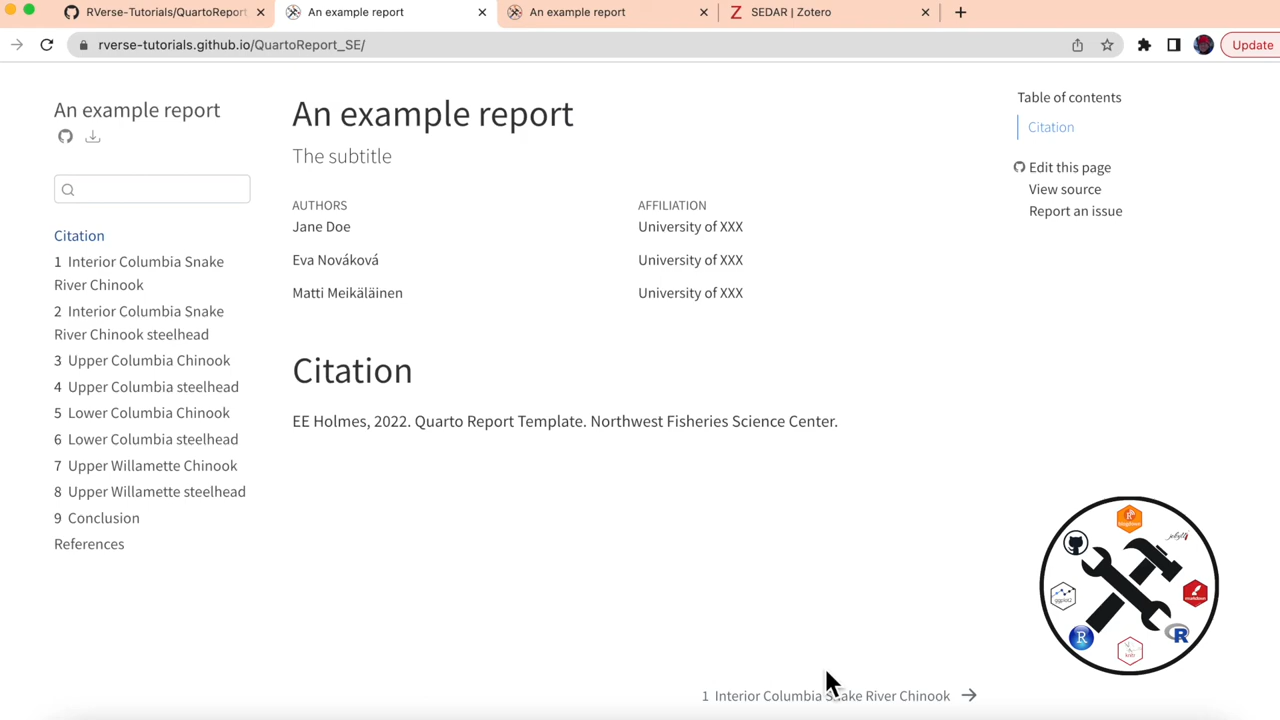 RVerse-Tutorials/QuartoReport
An example report
An example report
SEDAR | Zotero
rverse-tutorials.github.io/QuartoReport_SE/
Update
An example report
Citation
1 Interior Columbia Snake
River Chinook
2 Interior Columbia Snake
River Chinook steelhead
3 Upper Columbia Chinook
4 Upper Columbia steelhead
5 Lower Columbia Chinook
6 Lower Columbia steelhead
7 Upper Willamette Chinook
8 Upper Willamette steelhead
9 Conclusion
References
An example report
The subtitle
AUTHORS AFFILIATION
Jane Doe University of XXX
Eva Nováková University of XXX
Matti Meikäläinen University of XXX
Citation
EE Holmes, 2022. Quarto Report Template. Northwest Fisheries Science Center.
1 Interior Columbia Snake River Chinook
Table of contents
Citation
Edit this page
View source
Report an issue
jekyll
ggplot2
R
R
knitr